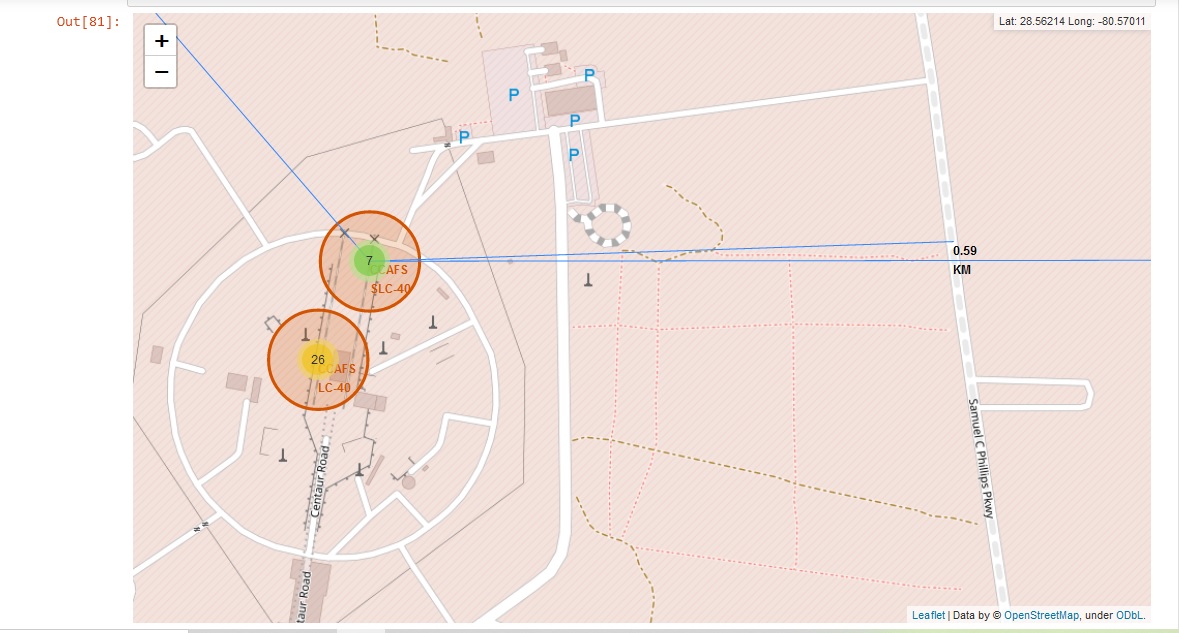 Out[81]:
+
−
Lat: 28.56214 Long: -80.57011
P
P
P
P
P
0.59
KM
7
CCAFS
SLC-40
26
CCAFS
LC-40
Samuel C Phillips Pkwy
Centaur Road
taur Road
Leaflet | Data by © OpenStreetMap, under ODbL.